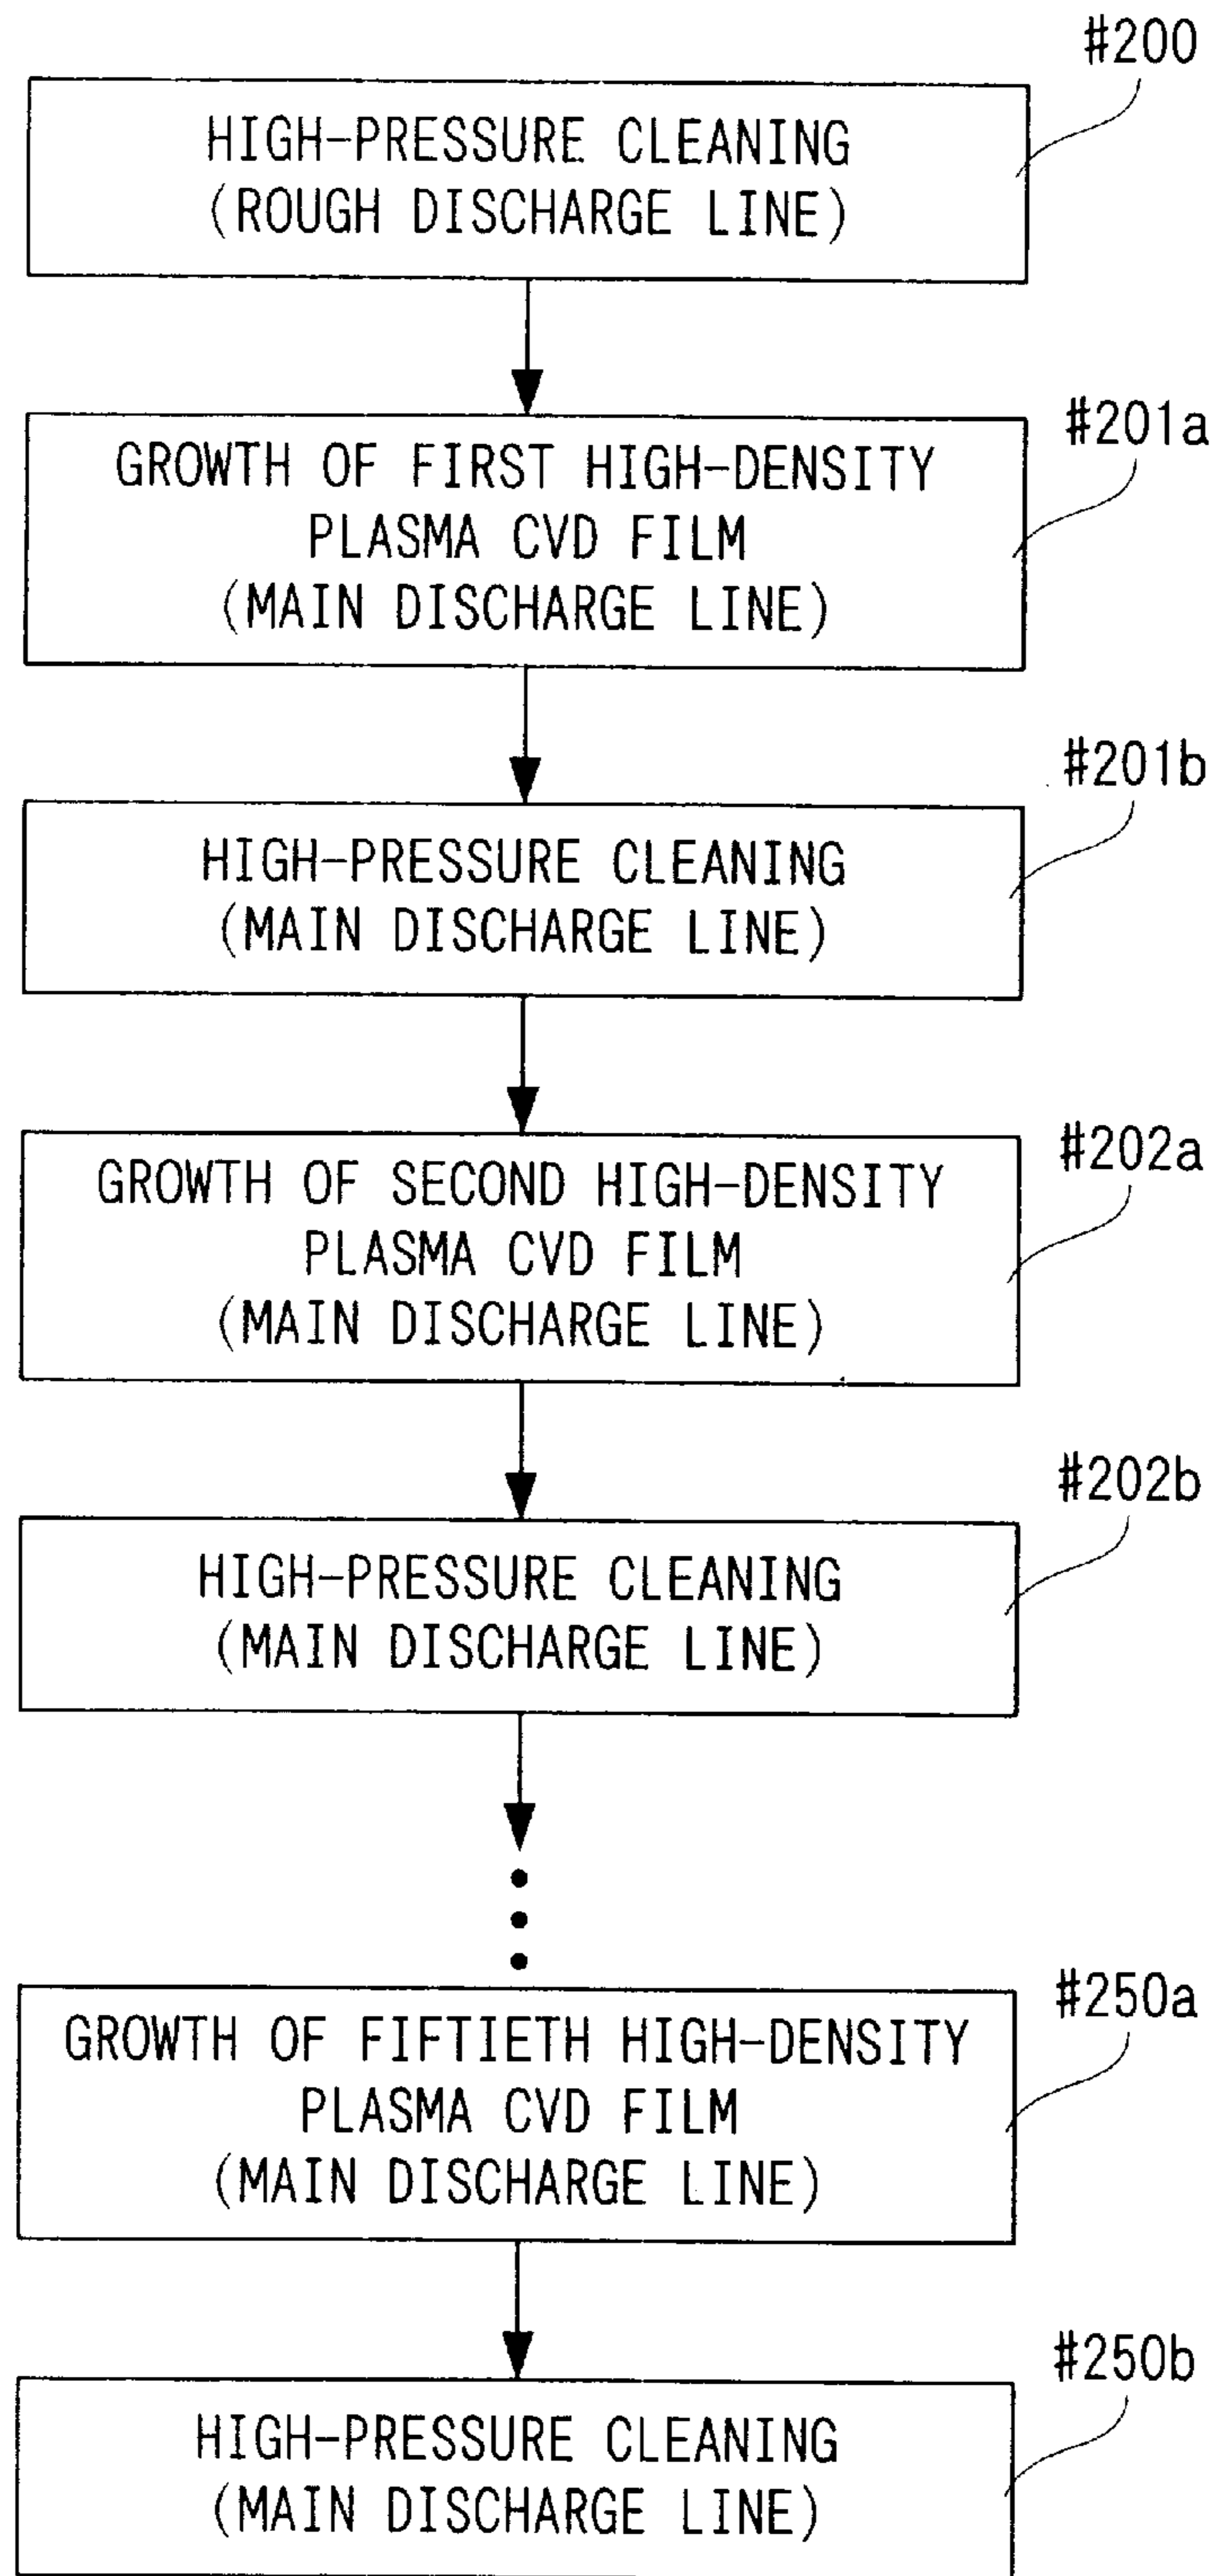 #200
HIGH-PRESSURE CLEANING
(ROUGH DISCHARGE LINE)
#201a
GROWTH OF FIRST HIGH-DENSITY
PLASMA CVD FILM
(MAIN DISCHARGE LINE)
#201b
HIGH-PRESSURE CLEANING
(MAIN DISCHARGE LINE)
#202a
GROWTH OF SECOND HIGH-DENSITY
PLASMA CVD FILM
(MAIN DISCHARGE LINE)
#202b
HIGH-PRESSURE CLEANING
(MAIN DISCHARGE LINE)
#250a
GROWTH OF FIFTIETH HIGH-DENSITY
PLASMA CVD FILM
(MAIN DISCHARGE LINE)
#250b
HIGH-PRESSURE CLEANING
(MAIN DISCHARGE LINE)